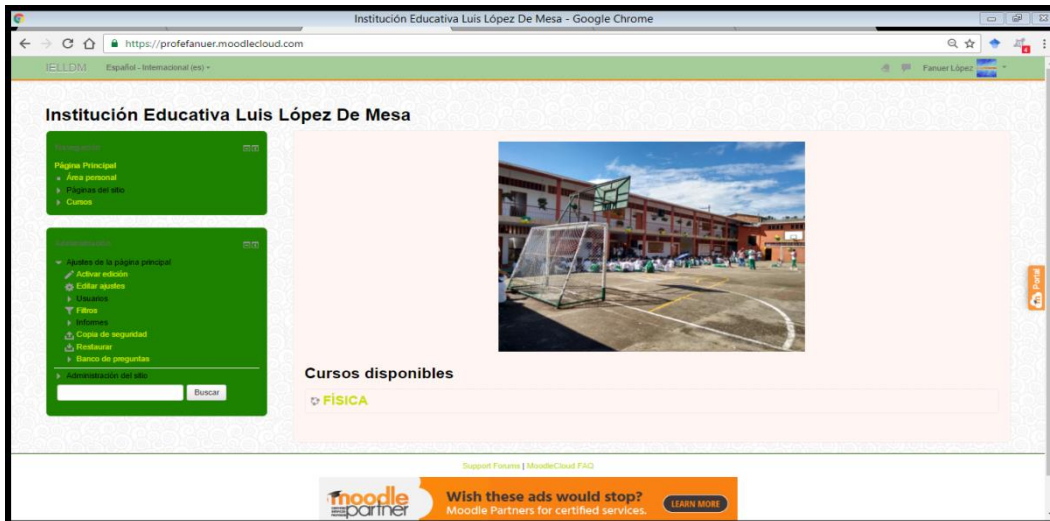 Institución Educativa Luis López De Mesa - Google Chrome
https://profefanuer.moodlecloud.com
IELLDM Español - Internacional (es)
Fanuer López
Institución Educativa Luis López De Mesa
Página Principal
Área personal
Páginas del sitio
Cursos
Ajustes de la página principal
Activar edición
Editar ajustes
Usuarios
Filtros
Informes
Copia de seguridad
Restaurar
Banco de preguntas
Administración del sitio
Buscar
Cursos disponibles
FÍSICA
Portal
Support Forums | MoodleCloud FAQ
moodle
partner
Wish these ads would stop?
Moodle Partners for certified services.
LEARN MORE